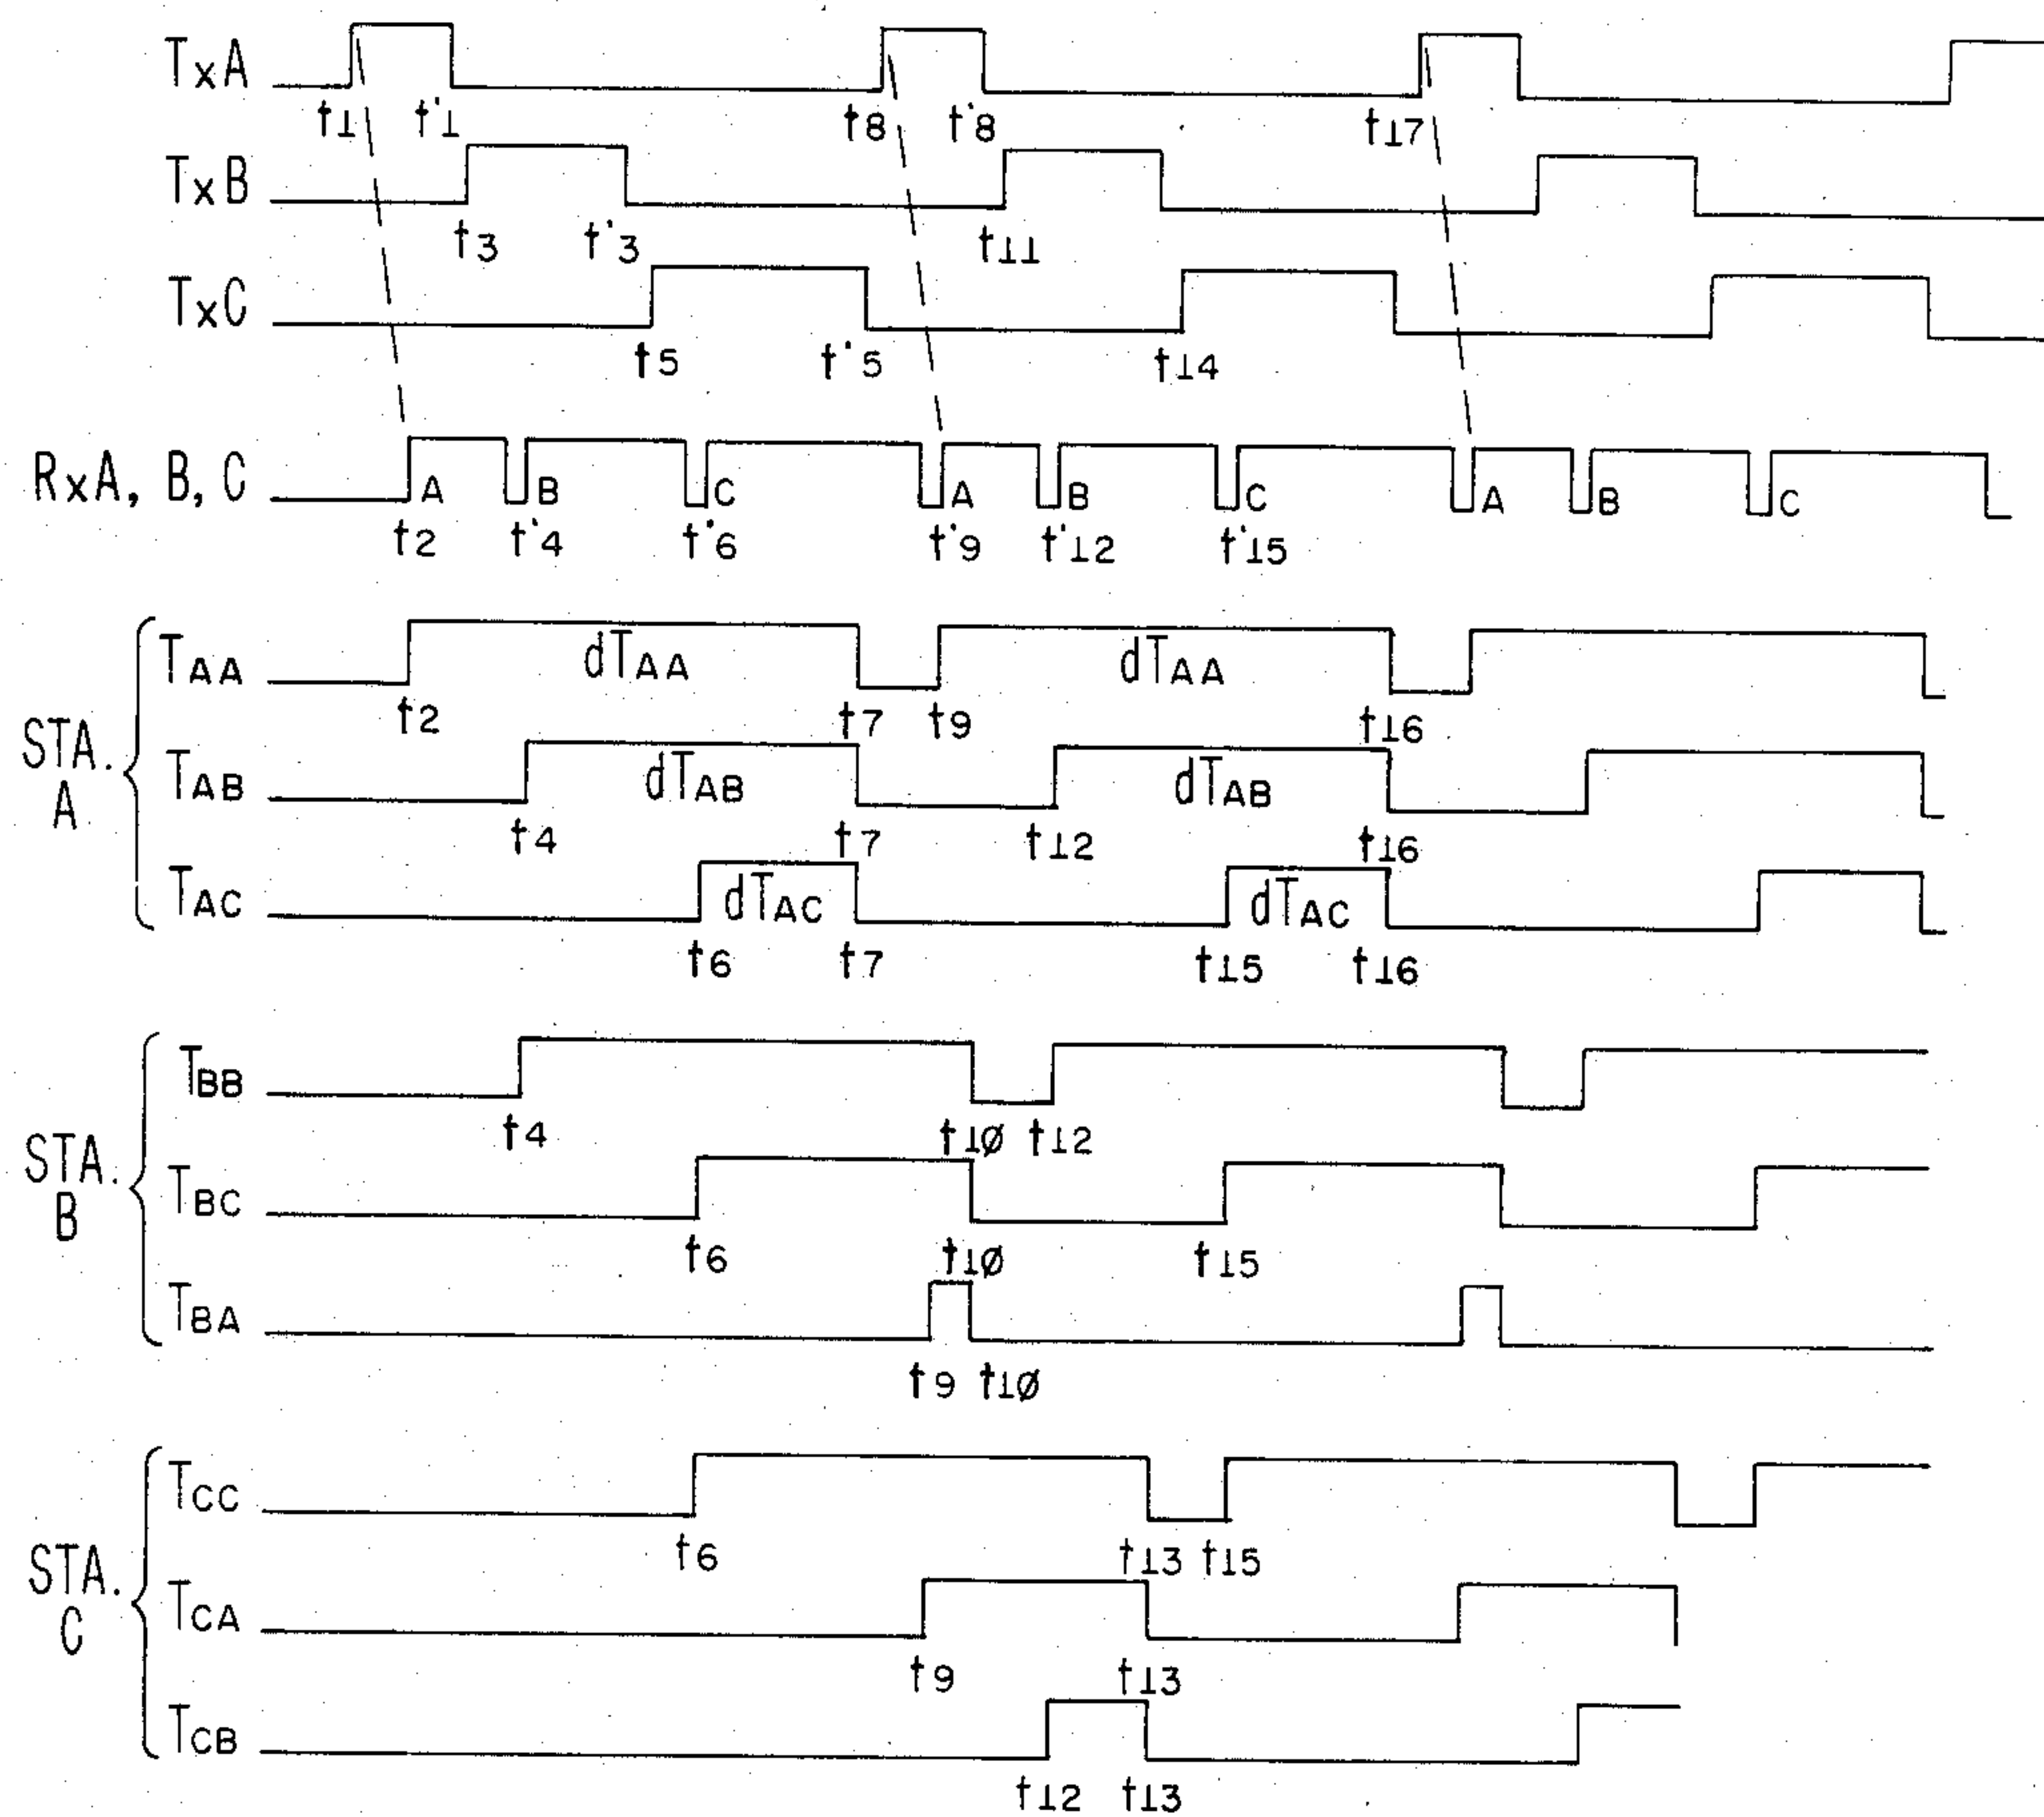 TxA
t1 t'1 t8 t'8 t17
TxB
t3 t'3 t11
TxC
t5 t'5 t14
RxA, B, C A B C A B C A B C
t2 t'4 t'6 t'9 t'12 t'15
STA. A
TAA dTAA dTAA
t2 t7 t9 t16
TAB dTAB dTAB
t4 t7 t12 t16
TAC dTAC dTAC
t6 t7 t15 t16
STA. B
TBB
t4 t1ø t12
TBC
t6 t1ø t15
TBA
t9 t1ø
STA. C
TCC
t6 t13 t15
TCA
t9 t13
TCB
t12 t13